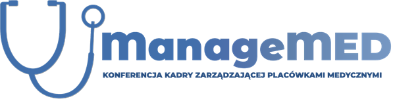 ManageMED
KONFERENCJA KADRY ZARZĄDZAJĄCEJ PLACÓWKAMI MEDYCZNYMI